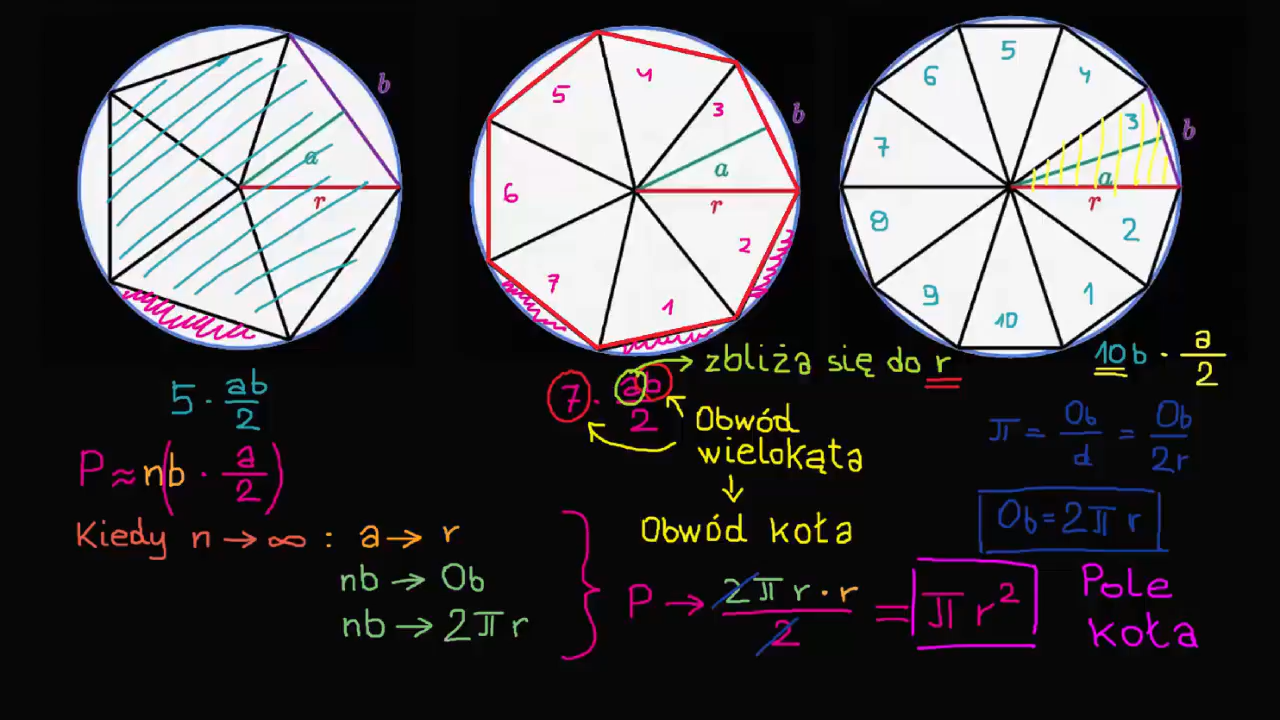 b
a
r
5
4
3
b
6
a
r
7
2
1
5
6
4
3
b
7
a
r
8
2
9
1
10
5 · ab/2
7 · ab/2
zbliża się do r
10b · a/2
Obwód
wielokąta
Obwód koła
π = Ob/d = Ob/2r
Ob = 2π r
P ≈ nb · (a/2)
Kiedy n → ∞ : a → r
nb → Ob
nb → 2π r
P → 2π r · r / 2 = π r²
Pole
koła